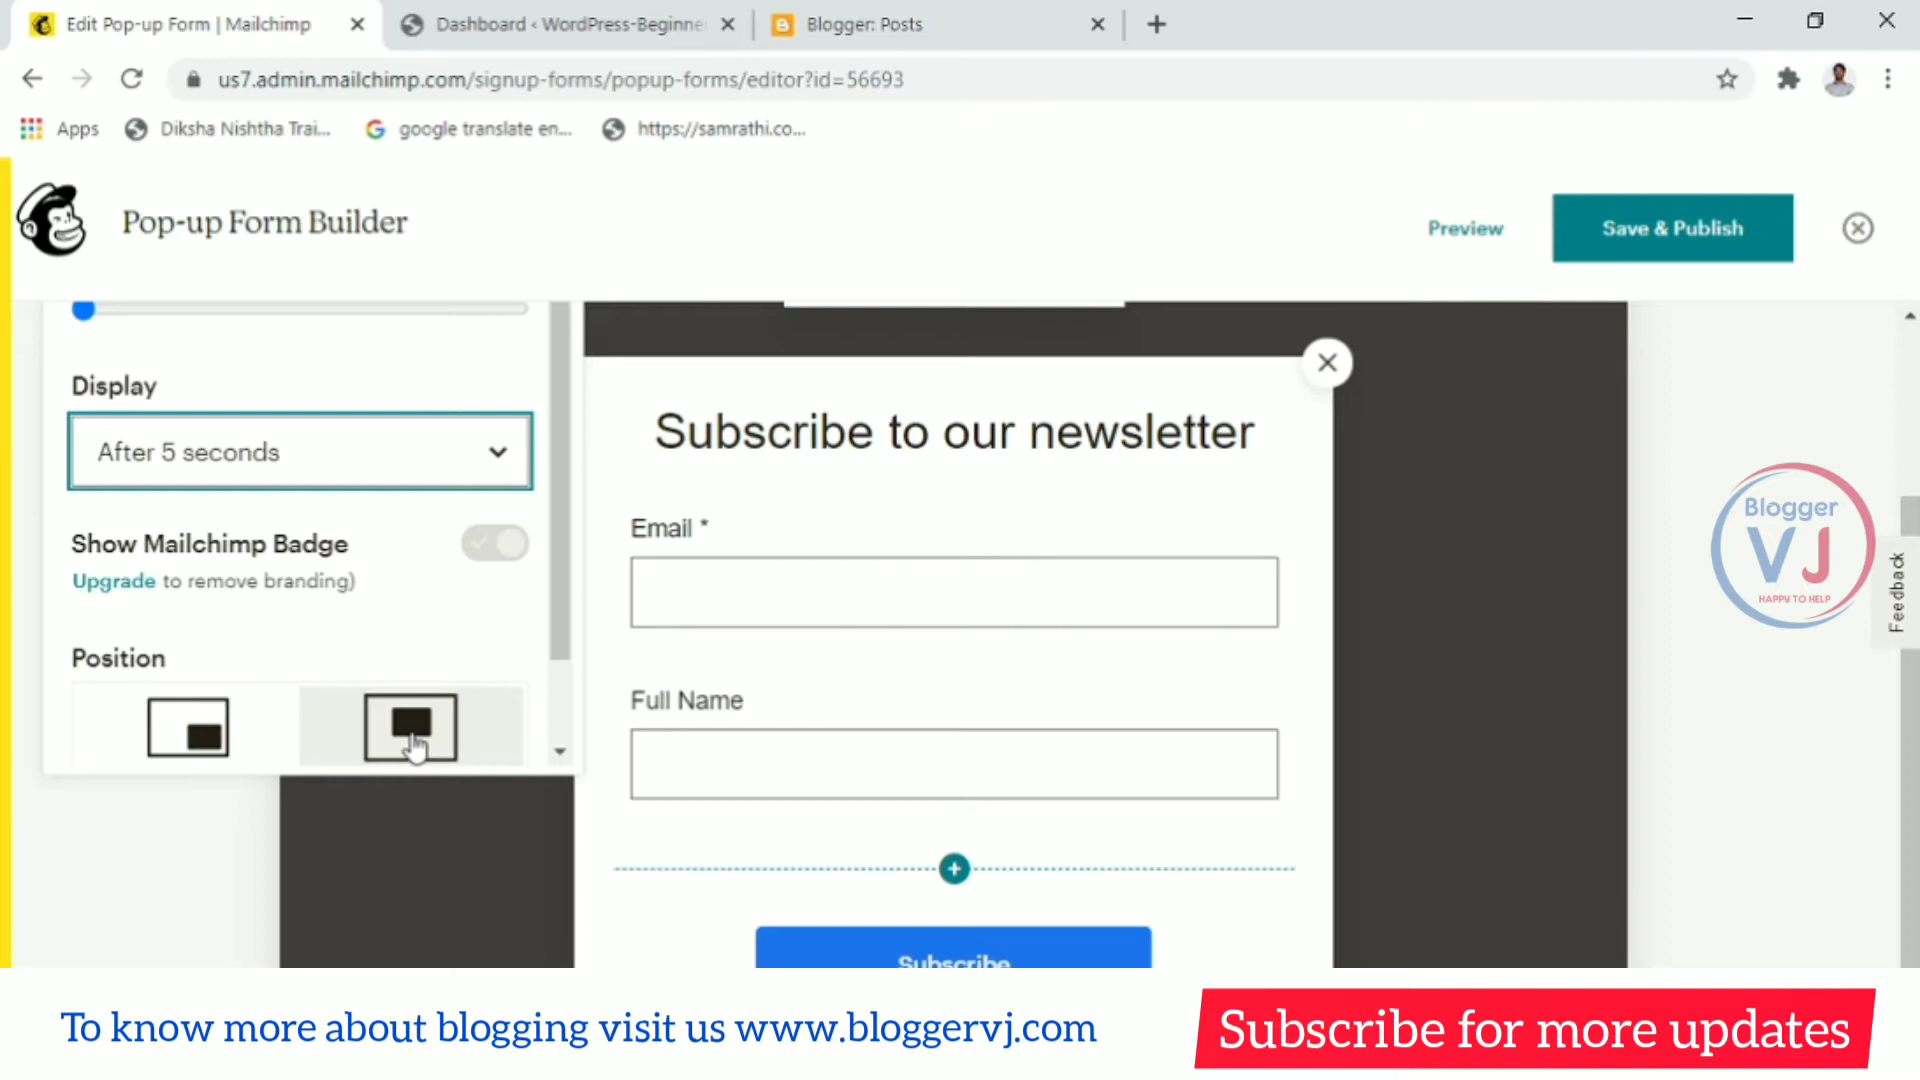 Edit Pop-up Form | Mailchimp
Dashboard ‹ WordPress-Beginne
Blogger: Posts
us7.admin.mailchimp.com/signup-forms/popup-forms/editor?id=56693
Apps
Diksha Nishtha Trai...
google translate en...
https://samrathi.co...
Pop-up Form Builder
Preview
Save & Publish
Display
After 5 seconds
Show Mailchimp Badge
Upgrade to remove branding)
Position
Subscribe to our newsletter
Email *
Full Name
Subscribe
Blogger
VJ
HAPPY TO HELP
Feedback
To know more about blogging visit us www.bloggervj.com
Subscribe for more updates